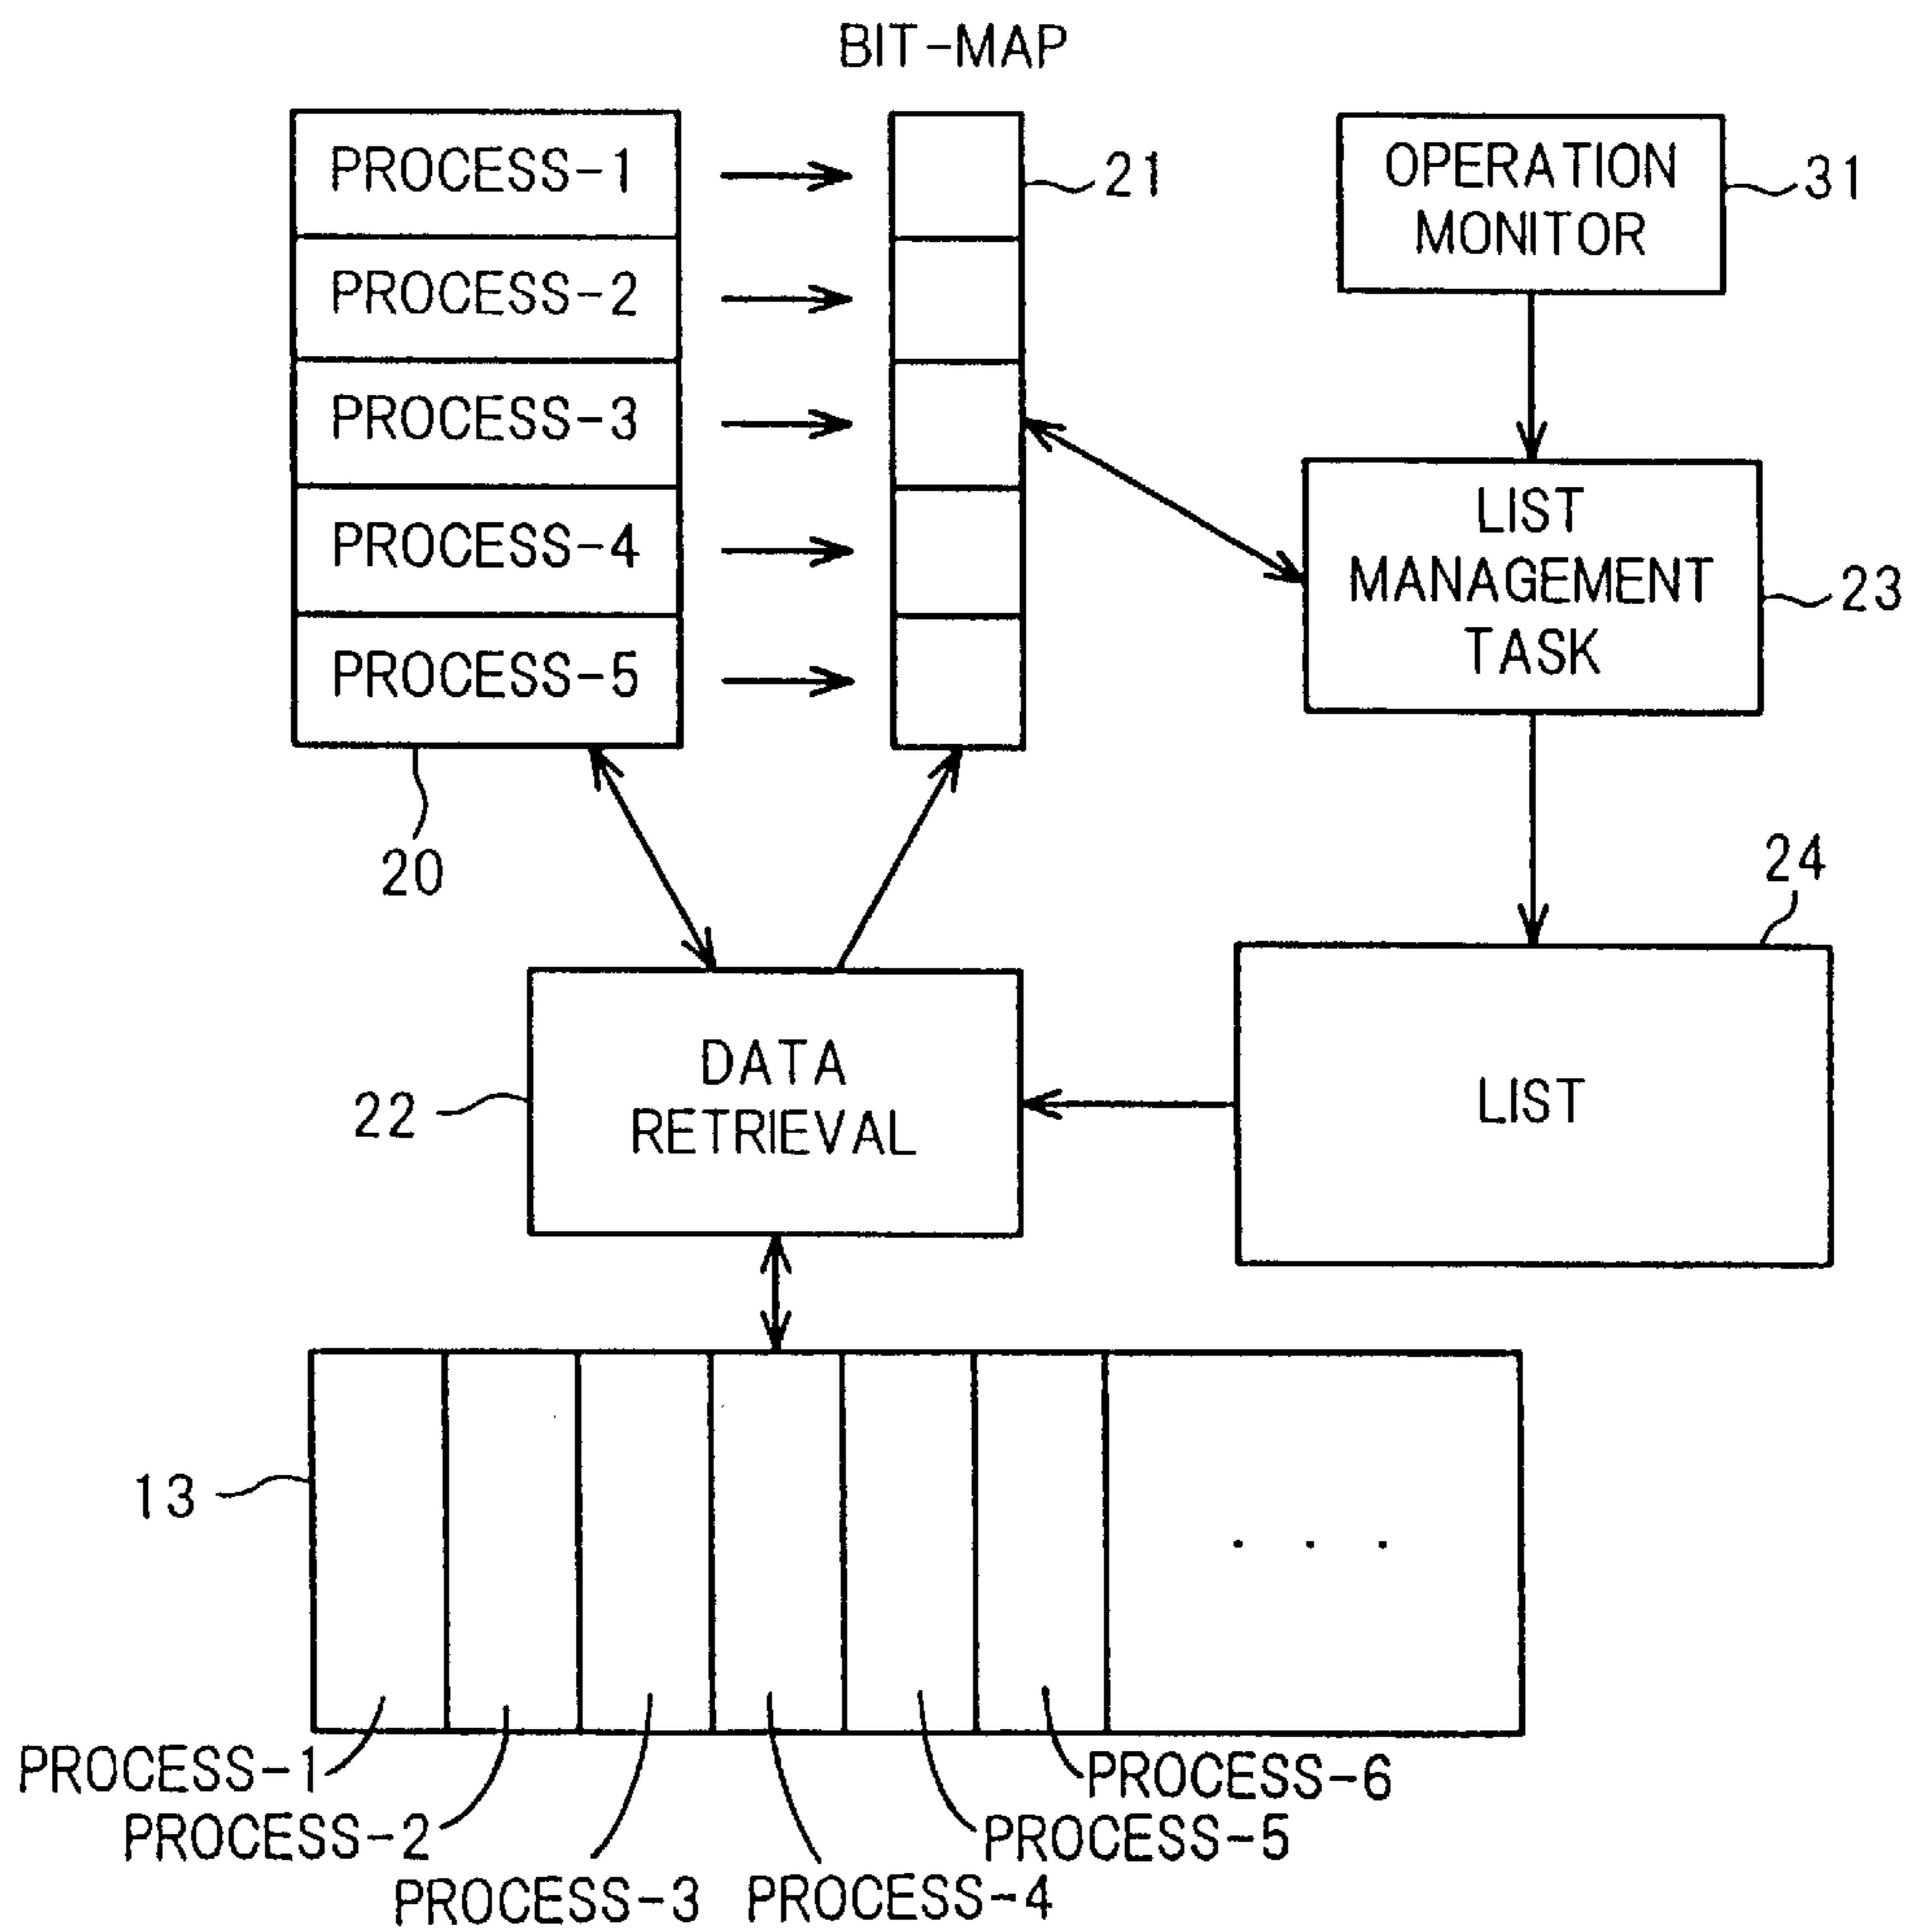 BIT-MAP
PROCESS-1
21
OPERATION
MONITOR
31
PROCESS-2
PROCESS-3
PROCESS-4
PROCESS-5
LIST
MANAGEMENT
TASK
23
20
24
DATA
RETRIEVAL
22
LIST
13
. . .
PROCESS-1
PROCESS-2
PROCESS-3
PROCESS-4
PROCESS-5
PROCESS-6